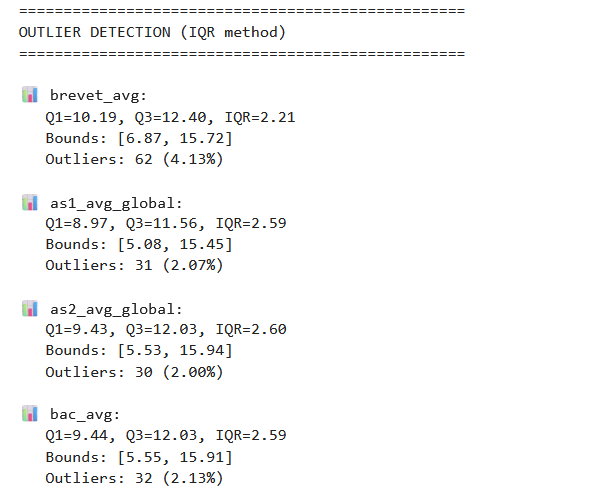 ==================================================
OUTLIER DETECTION (IQR method)
==================================================
📊 brevet_avg:
Q1=10.19, Q3=12.40, IQR=2.21
Bounds: [6.87, 15.72]
Outliers: 62 (4.13%)
📊 as1_avg_global:
Q1=8.97, Q3=11.56, IQR=2.59
Bounds: [5.08, 15.45]
Outliers: 31 (2.07%)
📊 as2_avg_global:
Q1=9.43, Q3=12.03, IQR=2.60
Bounds: [5.53, 15.94]
Outliers: 30 (2.00%)
📊 bac_avg:
Q1=9.44, Q3=12.03, IQR=2.59
Bounds: [5.55, 15.91]
Outliers: 32 (2.13%)